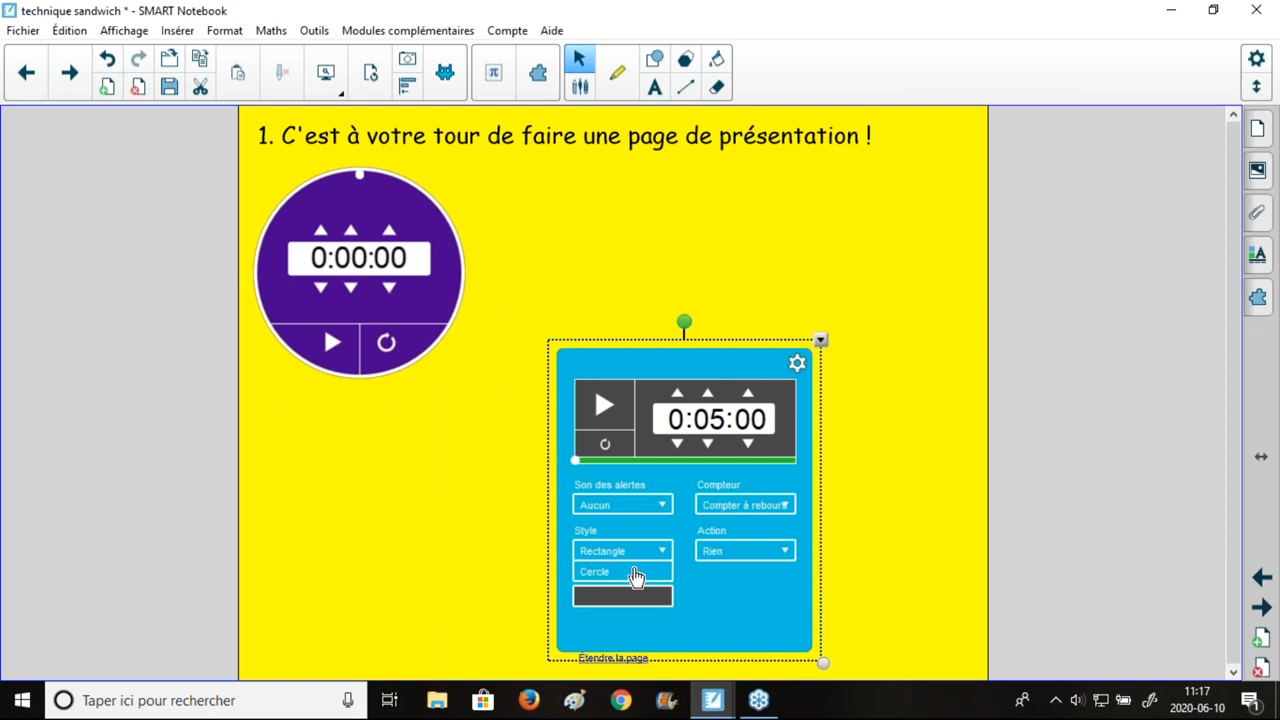 technique sandwich * - SMART Notebook
Fichier Édition Affichage Insérer Format Maths Outils Modules complémentaires Compte Aide
π
A
A
1. C'est à votre tour de faire une page de présentation !
0:00:00
0:05:00
Son des alertes Compteur
Aucun Compter à rebours
Style Action
Rectangle Rien
Cercle
Étendre la page
Taper ici pour rechercher
11:17
2020-06-10
1